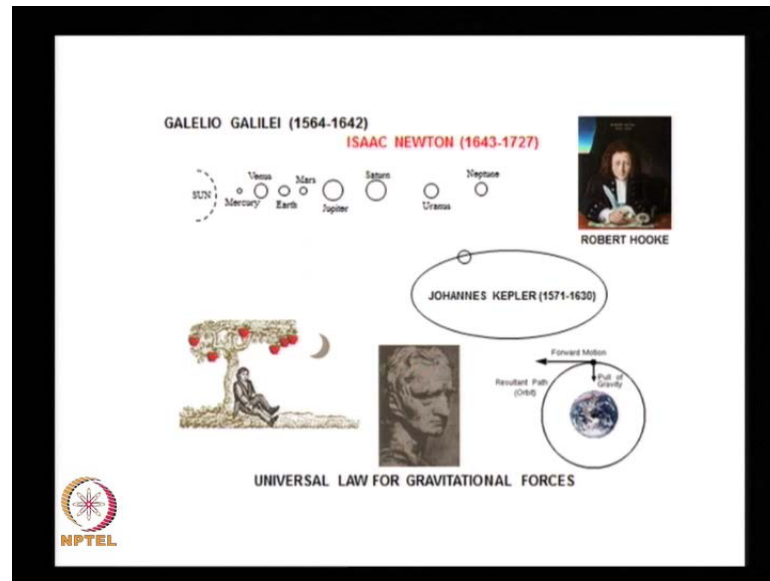 GALELIO GALILEI (1564-1642)
ISAAC NEWTON (1643-1727)
SUN
Mercury
Venus
Earth
Mars
Jupiter
Saturn
Uranus
Neptune
ROBERT HOOKE
JOHANNES KEPLER (1571-1630)
Forward Motion
Resultant Path
(Orbit)
Pull of
Gravity
UNIVERSAL LAW FOR GRAVITATIONAL FORCES
NPTEL